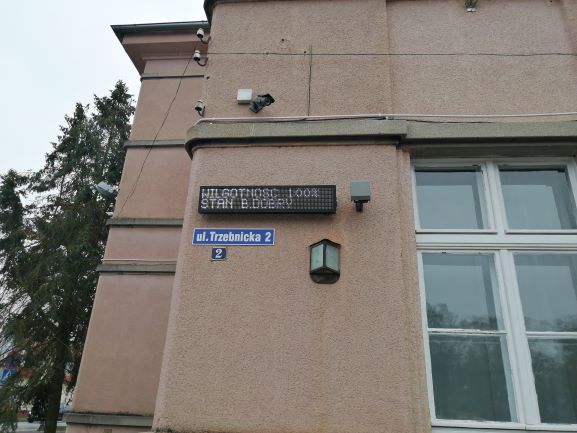 WILGOTNOSC 100%
STAN B.DOBRY
ul.Trzebnicka 2
2